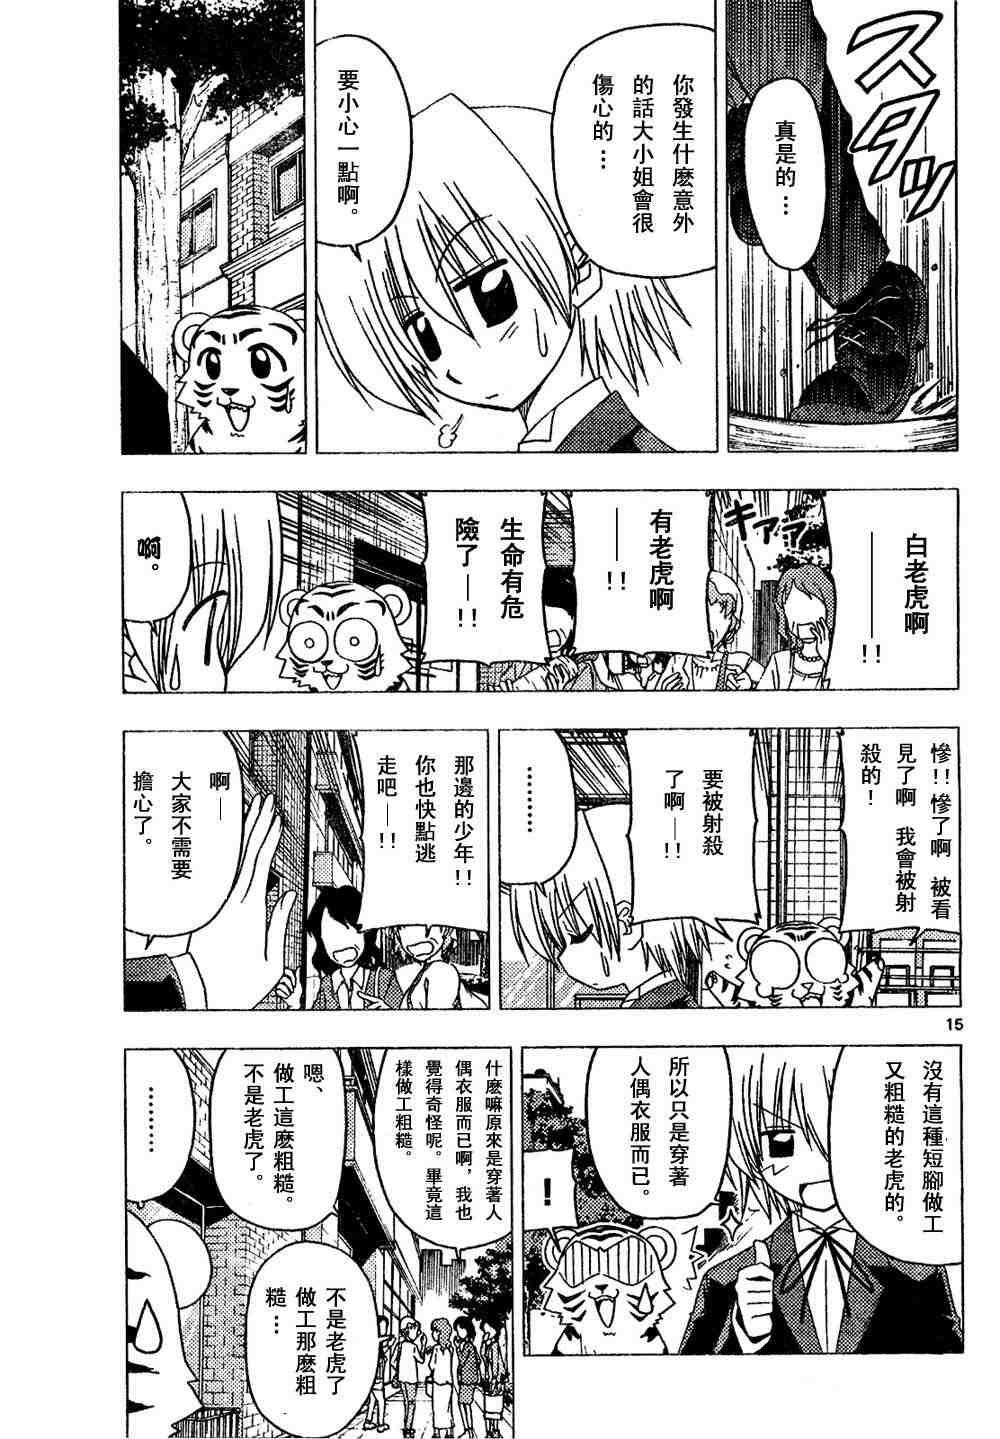 スタッ
真是的…
你發生什麽意外
的話大小姐會很
傷心的…
要小心一點啊。
白老虎啊
——!!
キアァァ
有老虎啊
——!!
生命有危
險了—!!
啊。
慘!!慘了啊 被看
見了啊 我會被射
殺的!
要被射殺
了啊—!!
………
那邊的少年!!
你也快點逃
走吧—!!
啊—
大家不需要
擔心了。
15
沒有這種短腳做工
又粗糙的老虎的。
所以只是穿著
人偶衣服而已。
!
什麽嘛原來是穿著人
偶衣服而已啊,我也
覺得奇怪呢。畢竟這
樣做工粗糙。
嗯、
做工這麽粗糙。
不是老虎了。
不是老虎了
做工那麽粗
糙…
………